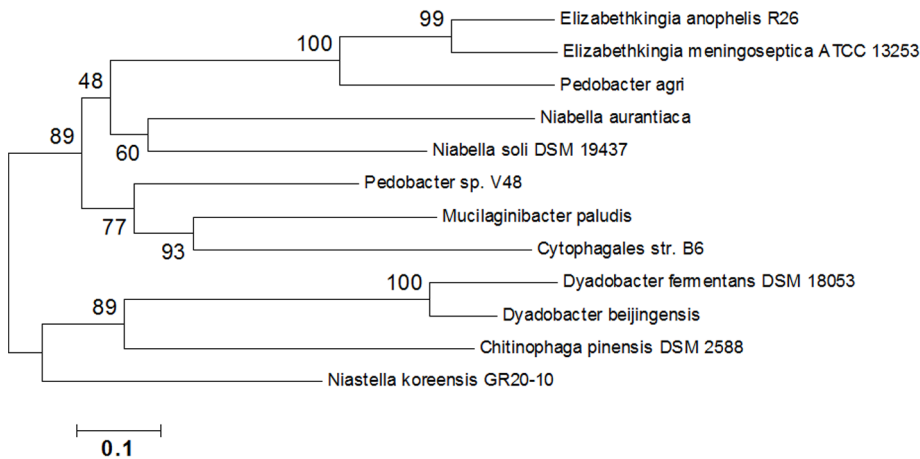 99
Elizabethkingia anophelis R26
100
Elizabethkingia meningoseptica ATCC 13253
48
Pedobacter agri
89
Niabella aurantiaca
60
Niabella soli DSM 19437
Pedobacter sp. V48
77
Mucilaginibacter paludis
93
Cytophagales str. B6
100
Dyadobacter fermentans DSM 18053
89
Dyadobacter beijingensis
Chitinophaga pinensis DSM 2588
Niastella koreensis GR20-10
0.1